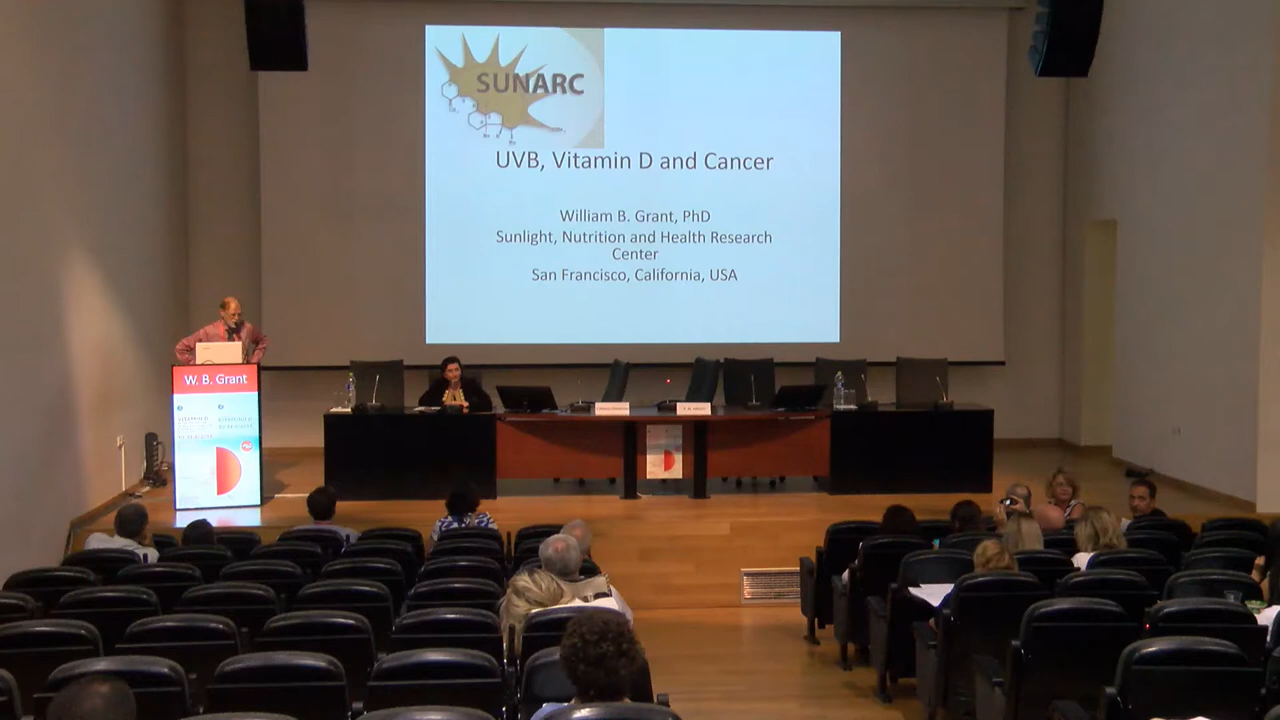 SUNARC
UVB, Vitamin D and Cancer
William B. Grant, PhD
Sunlight, Nutrition and Health Research
Center
San Francisco, California, USA
W. B. Grant
VITAMIN D